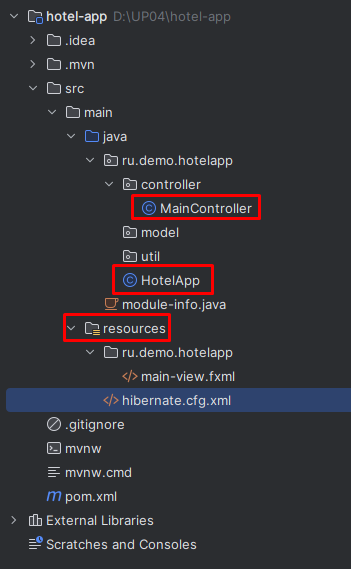 hotel-app D:\UP04\hotel-app
.idea
.mvn
src
main
java
ru.demo.hotelapp
controller
MainController
model
util
HotelApp
module-info.java
resources
ru.demo.hotelapp
main-view.fxml
hibernate.cfg.xml
.gitignore
mvnw
mvnw.cmd
pom.xml
External Libraries
Scratches and Consoles